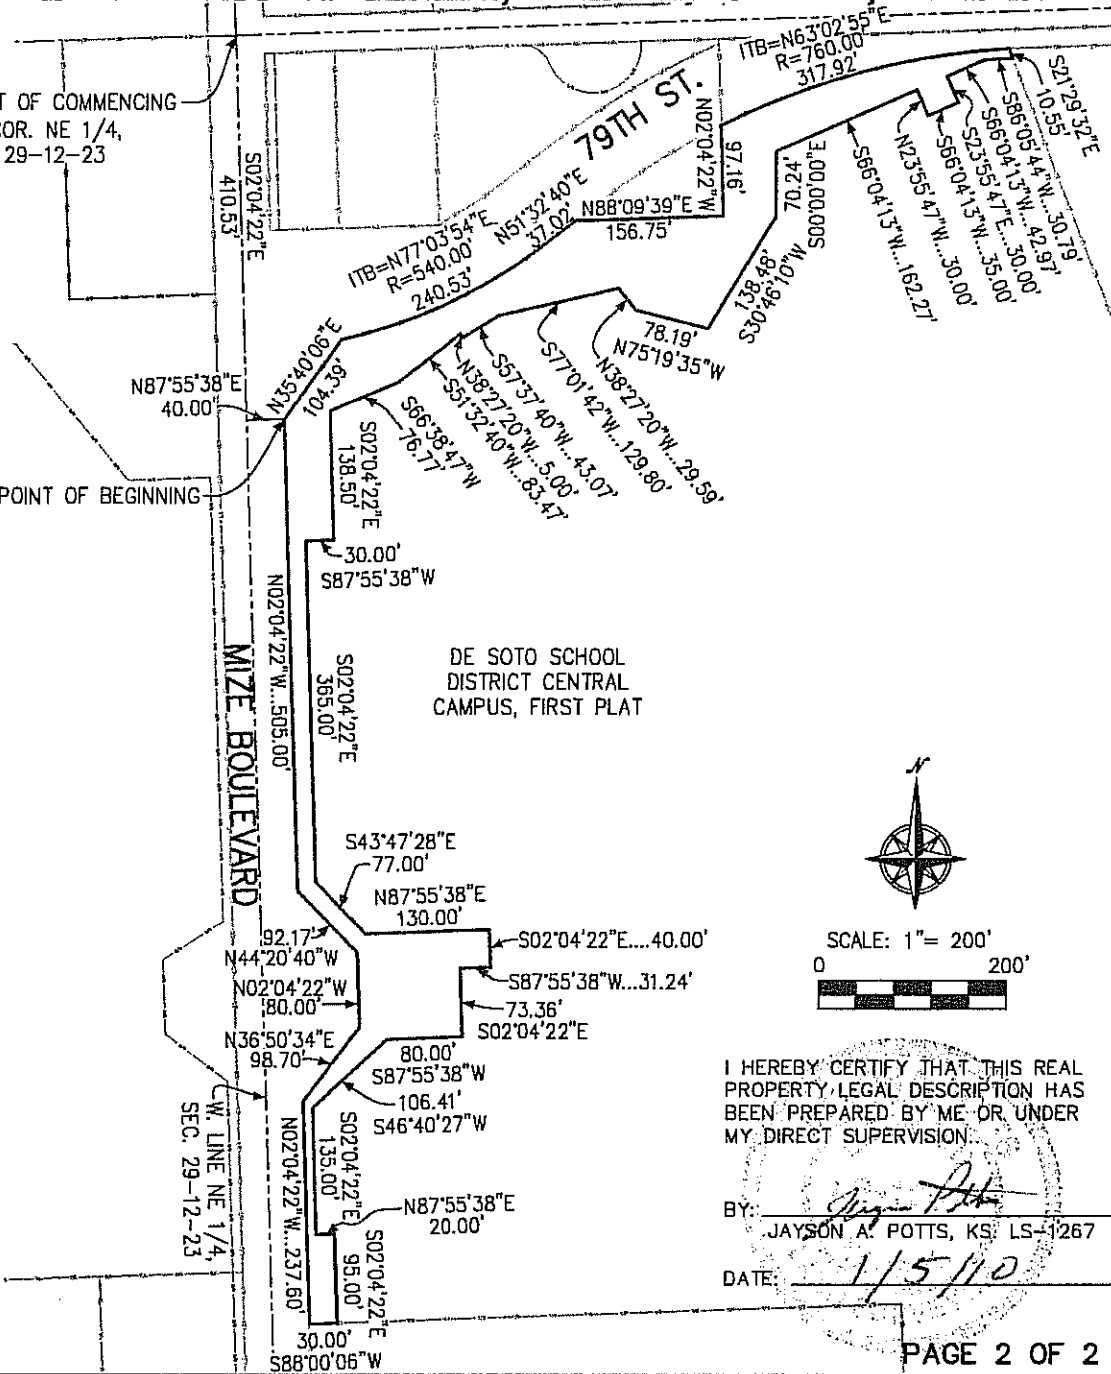 ITB=N63°02'55"E
R=760.00'
317.92'
79TH ST.
T OF COMMENCING
COR. NE 1/4,
29-12-23
S02°04'22"E
410.53'
N02°04'22"W
97.16'
S21°29'32"E
10.55'
S86°05'44"W...30.79'
S66°04'13"W...42.97'
S23°55'47"E...30.00'
S66°04'13"W...35.00'
N23°55'47"W...30.00'
S66°04'13"W...162.27'
70.24'
S00°00'00"E
ITB=N77°03'54"E
R=540.00'
240.53'
N51°32'40"E
37.02'
N88°09'39"E
156.75'
138.48'
S30°46'10"W
78.19'
N75°19'35"W
N38°27'20"W...29.59'
S77°01'42"W...129.80'
S57°37'40"W...43.07'
N38°27'20"W...5.00'
S51°32'40"W...83.47'
S66°38'47"W
76.77'
N35°40'06"E
104.39'
N87°55'38"E
40.00'
POINT OF BEGINNING
S02°04'22"E
138.50'
30.00'
S87°55'38"W
N02°04'22"W...505.00'
MIZE BOULEVARD
S02°04'22"E
365.00'
DE SOTO SCHOOL
DISTRICT CENTRAL
CAMPUS, FIRST PLAT
S43°47'28"E
77.00'
N87°55'38"E
130.00'
S02°04'22"E....40.00'
S87°55'38"W...31.24'
73.36'
S02°04'22"E
92.17'
N44°20'40"W
N02°04'22"W
80.00'
N36°50'34"E
98.70'
80.00'
S87°55'38"W
106.41'
S46°40'27"W
W. LINE NE 1/4,
SEC. 29-12-23
N02°04'22"W...237.60'
S02°04'22"E
135.00'
N87°55'38"E
20.00'
S02°04'22"E
95.00'
30.00'
S88°00'06"W
N
SCALE: 1"= 200'
0 200'
I HEREBY CERTIFY THAT THIS REAL
PROPERTY LEGAL DESCRIPTION HAS
BEEN PREPARED BY ME OR UNDER
MY DIRECT SUPERVISION.
BY:
JAYSON A. POTTS, KS. LS-1267
DATE: 1/5/10
PAGE 2 OF 2